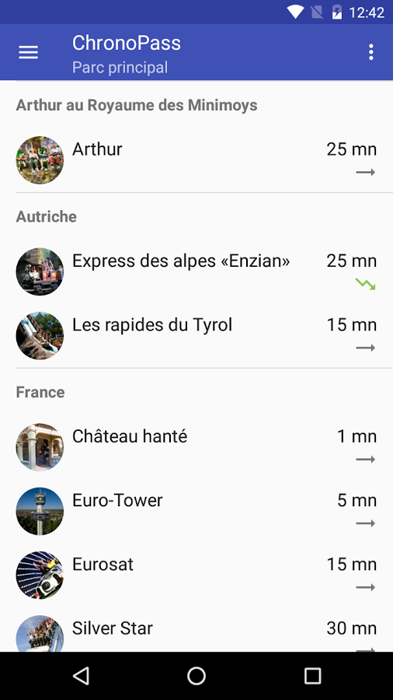 12:42
ChronoPass
Parc principal
Arthur au Royaume des Minimoys
Arthur 25 mn
Autriche
Express des alpes «Enzian» 25 mn
Les rapides du Tyrol 15 mn
France
Château hanté 1 mn
Euro-Tower 5 mn
Eurosat 15 mn
Silver Star 30 mn